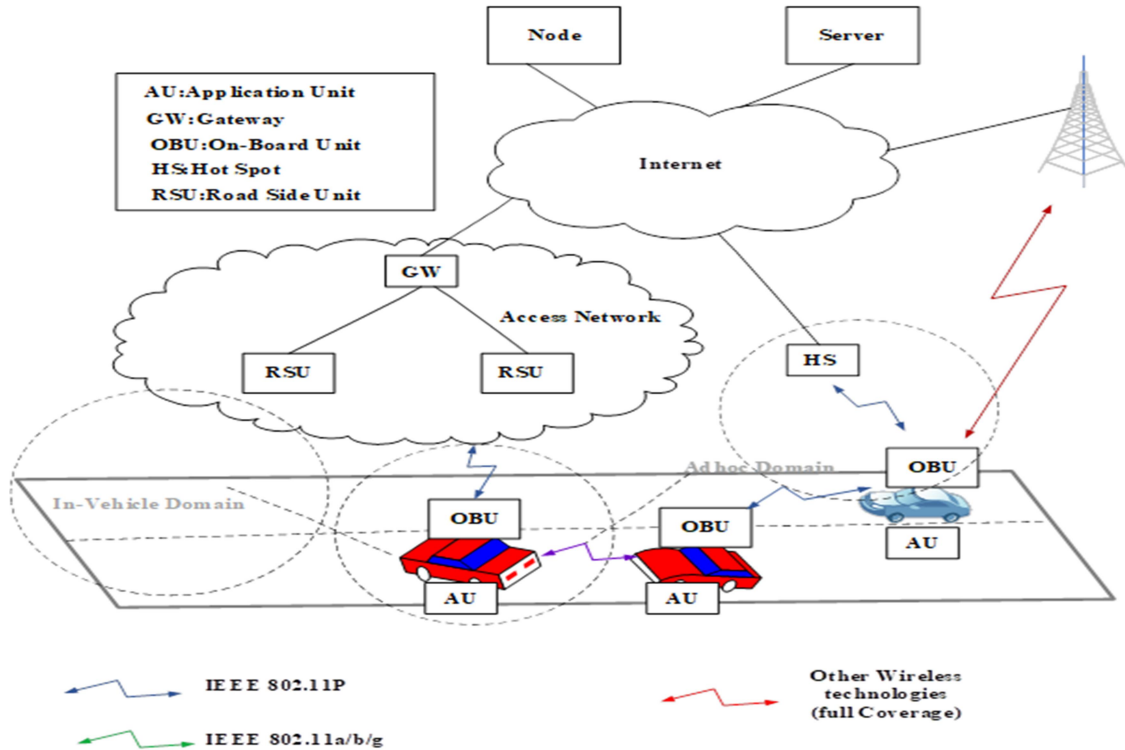 Node
Server
AU:Application Unit
GW:Gateway
OBU:On-Board Unit
HS:Hot Spot
RSU:Road Side Unit
Internet
GW
Access Network
RSU
RSU
HS
Adhoc Domain
OBU
In-Vehicle Domain
OBU
OBU
AU
AU
AU
IEEE 802.11P
Other Wireless
technologies
(full Coverage)
IEEE 802.11a/b/g